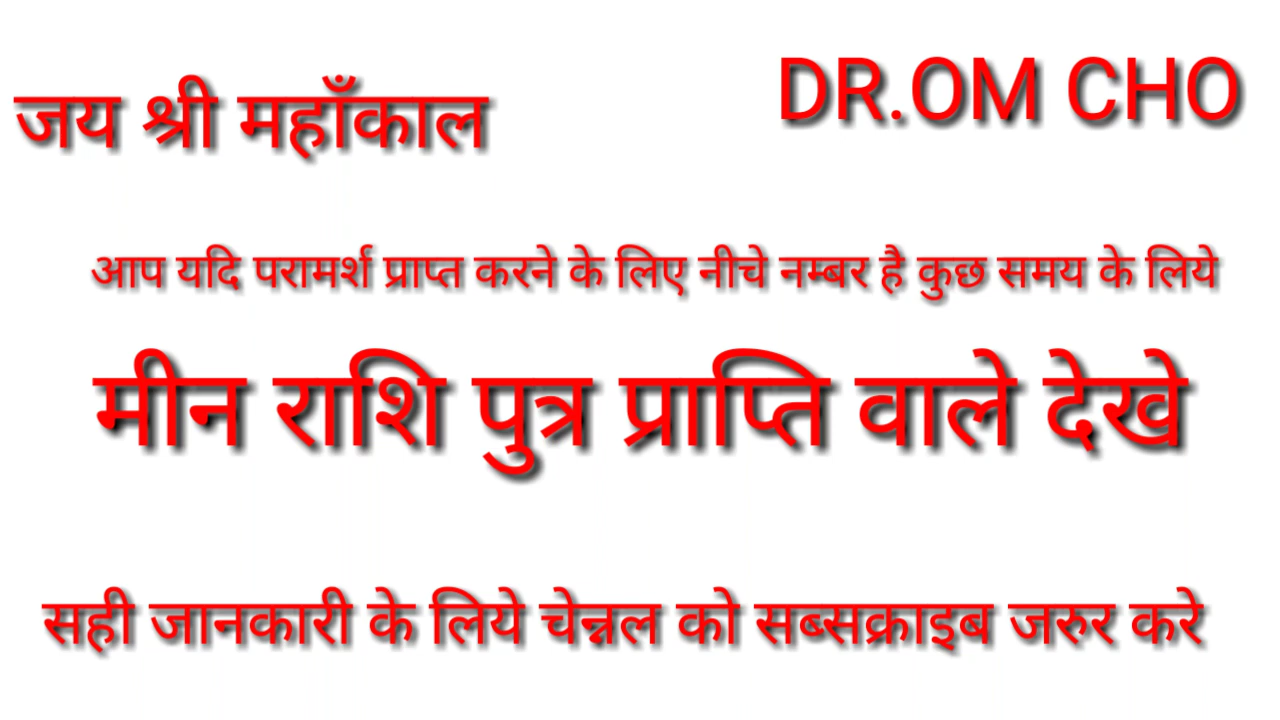 जय श्री महाँकाल
DR.OM CHO
आप यदि परामर्श प्राप्त करने के लिए नीचे नम्बर है कुछ समय के लिये
मीन राशि पुत्र प्राप्ति वाले देखे
सही जानकारी के लिये चेन्नल को सब्सक्राइब जरुर करे